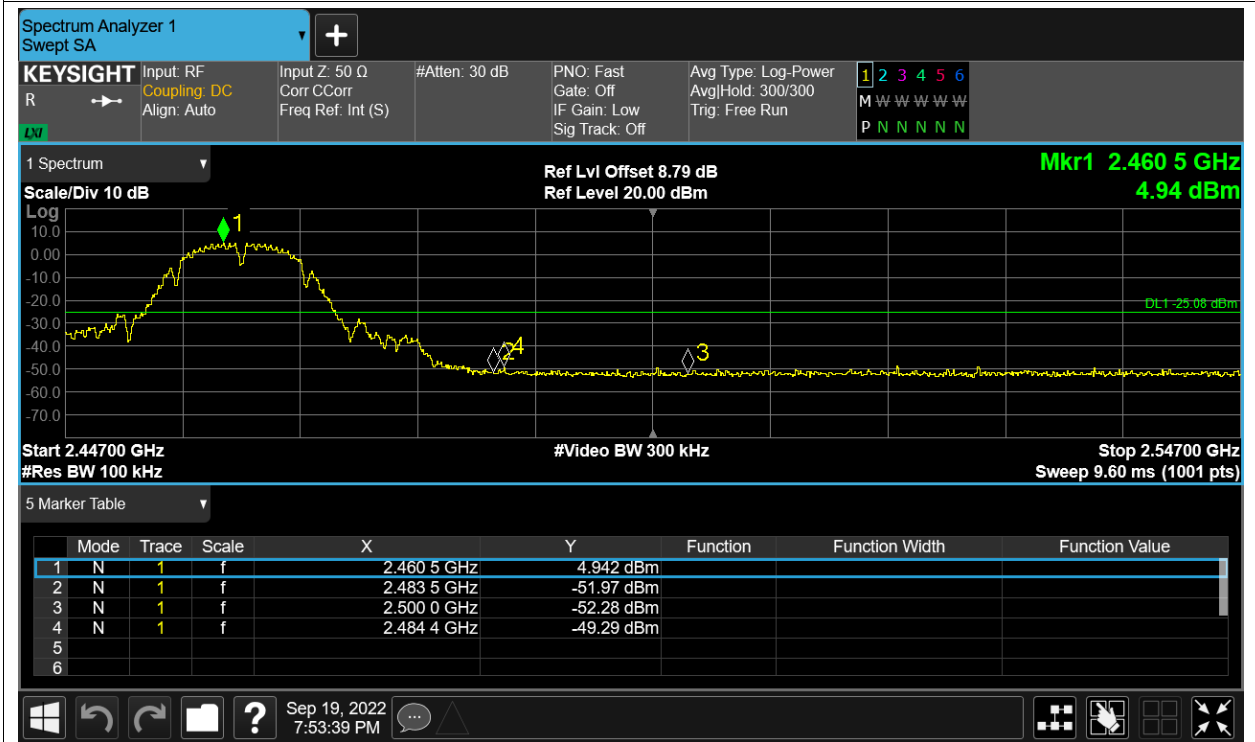 Spectrum Analyzer 1
Swept SA
+
KEYSIGHT
R
LXI
Input: RF
Coupling: DC
Align: Auto
Input Z: 50 Ω
Corr CCorr
Freq Ref: Int (S)
#Atten: 30 dB
PNO: Fast
Gate: Off
IF Gain: Low
Sig Track: Off
Avg Type: Log-Power
Avg|Hold: 300/300
Trig: Free Run
1 2 3 4 5 6
M W W W W W
P N N N N N
1 Spectrum
Scale/Div 10 dB
Ref Lvl Offset 8.79 dB
Ref Level 20.00 dBm
Mkr1 2.460 5 GHz
4.94 dBm
Log
10.0
0.00
-10.0
-20.0
-30.0
-40.0
-50.0
-60.0
-70.0
1
2
4
3
DL1 -25.08 dBm
Start 2.44700 GHz
#Video BW 300 kHz
Stop 2.54700 GHz
#Res BW 100 kHz
Sweep 9.60 ms (1001 pts)
5 Marker Table
Mode Trace Scale X Y Function Function Width Function Value
1 N 1 f 2.460 5 GHz 4.942 dBm
2 N 1 f 2.483 5 GHz -51.97 dBm
3 N 1 f 2.500 0 GHz -52.28 dBm
4 N 1 f 2.484 4 GHz -49.29 dBm
5
6
?
Sep 19, 2022
7:53:39 PM